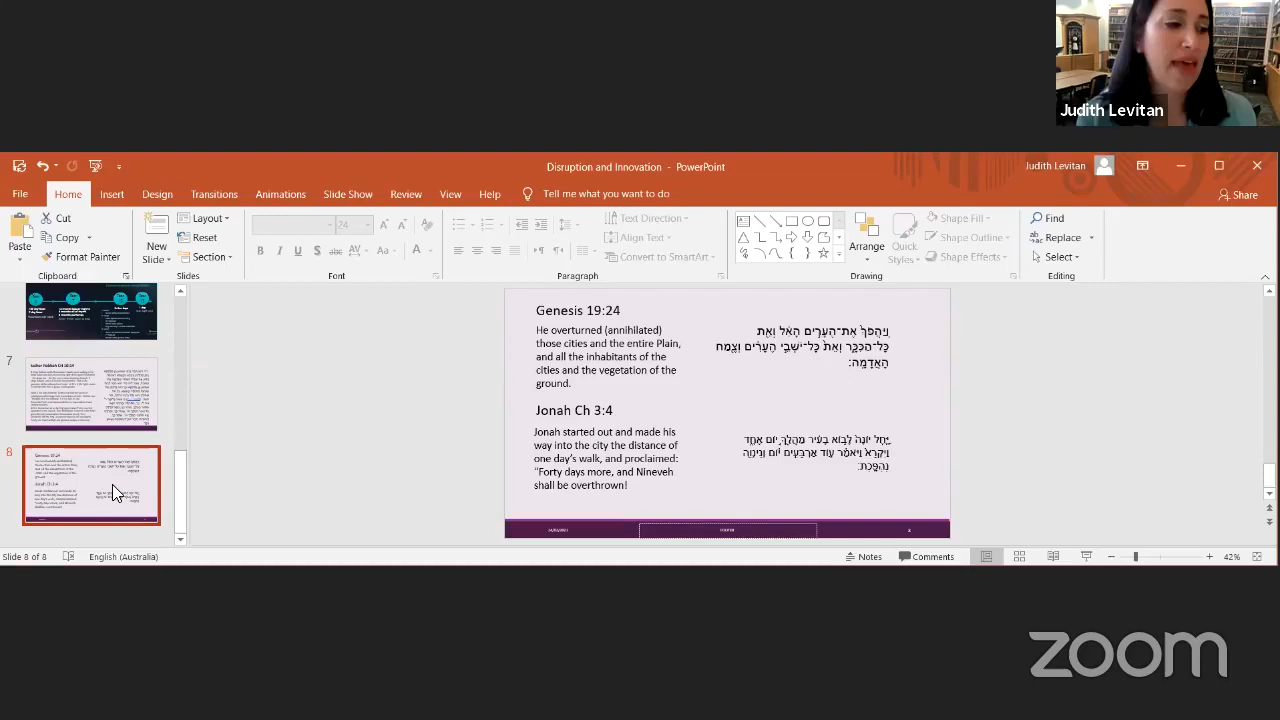 Judith Levitan
Disruption and Innovation - PowerPoint
Judith Levitan
File Home Insert Design Transitions Animations Slide Show Review View Help Tell me what you want to do
Share
Paste
Cut
Copy
Format Painter
Clipboard
New
Slide
Layout
Reset
Section
Slides
24
Font
Text Direction
Align Text
Convert to SmartArt
Paragraph
Arrange
Quick
Styles
Shape Fill
Shape Outline
Shape Effects
Drawing
Find
Replace
Select
Editing
7
8
Genesis 19:24
He overturned (annihilated)
those cities and the entire Plain,
and all the inhabitants of the
cities and the vegetation of the
ground.
וַֽיַּהֲפֹךְ֙ אֶת־הֶעָרִ֣ים הָאֵ֔ל וְאֵ֖ת
כׇּל־הַכִּכָּ֑ר וְאֵת֙ כׇּל־יֹשְׁבֵ֣י הֶעָרִ֔ים וְצֶ֖מַח
הָאֲדָמָֽה׃
Jonah Ch 3:4
Jonah started out and made his
way into the city the distance of
one day’s walk, and proclaimed:
“Forty days more, and Nineveh
shall be overthrown!
וַיָּ֤חֶל יוֹנָה֙ לָב֣וֹא בָעִ֔יר מַהֲלַ֖ךְ י֣וֹם אֶחָ֑ד
וַיִּקְרָא֙ וַיֹּאמַ֔ר ע֚וֹד אַרְבָּעִ֣ים י֔וֹם וְנִֽינְוֵ֖ה
נֶהְפָּֽכֶת׃
FOOTER
8
Slide 8 of 8 English (Australia)
Notes Comments 42%
zoom